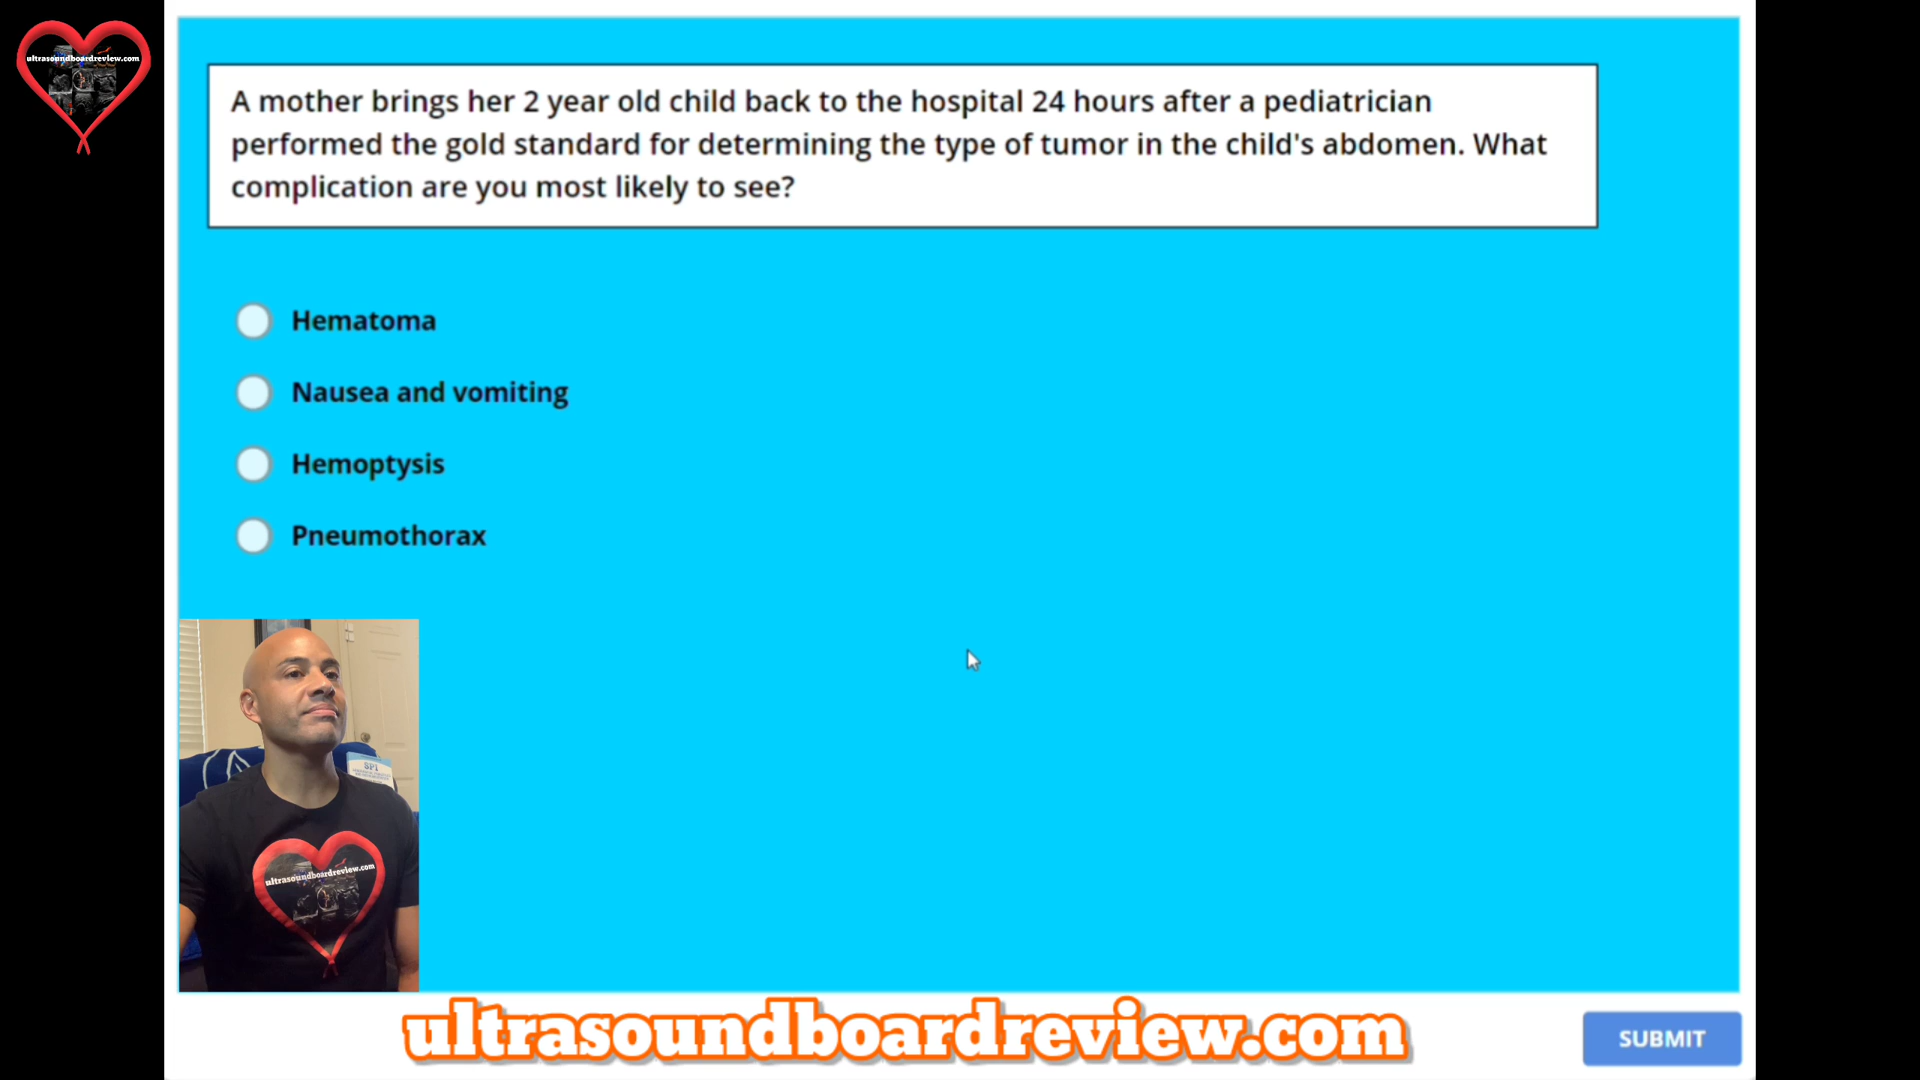 ultrasoundboardreview.com
A mother brings her 2 year old child back to the hospital 24 hours after a pediatrician
performed the gold standard for determining the type of tumor in the child's abdomen. What
complication are you most likely to see?
Hematoma
Nausea and vomiting
Hemoptysis
Pneumothorax
SPI
ultrasoundboardreview.com
ultrasoundboardreview.com
SUBMIT